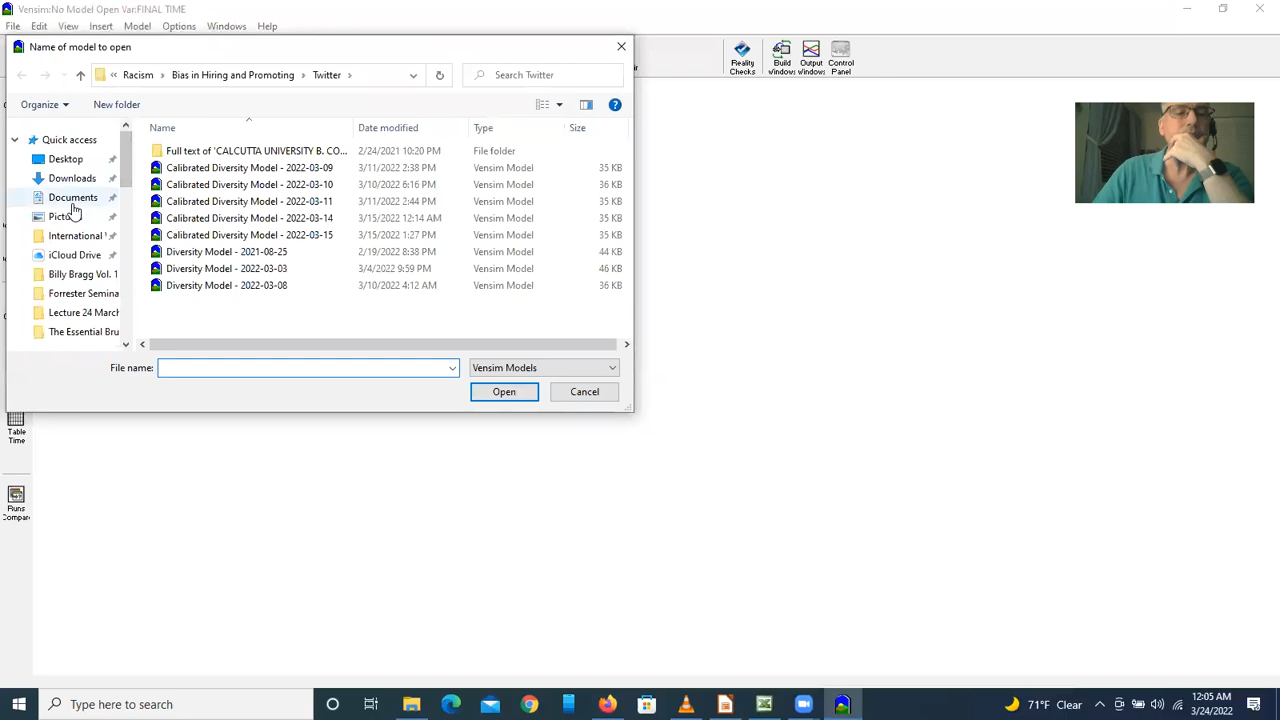 Vensim:No Model Open Var:FINAL TIME
File Edit View Insert Model Options Windows Help
Name of model to open
Racism Bias in Hiring and Promoting Twitter
Search Twitter
Organize New folder
Reality Checks
Build Windows
Output Windows
Control Panel
Quick access
Desktop
Downloads
Documents
International
iCloud Drive
Billy Bragg Vol. 1
Forrester Semina
Lecture 24 March
The Essential Bru
Name Date modified Type Size
Full text of 'CALCUTTA UNIVERSITY B. CO... 2/24/2021 10:20 PM File folder
Calibrated Diversity Model - 2022-03-09 3/11/2022 2:38 PM Vensim Model 35 KB
Calibrated Diversity Model - 2022-03-10 3/10/2022 6:16 PM Vensim Model 36 KB
Calibrated Diversity Model - 2022-03-11 3/11/2022 2:44 PM Vensim Model 35 KB
Calibrated Diversity Model - 2022-03-14 3/15/2022 12:14 AM Vensim Model 35 KB
Calibrated Diversity Model - 2022-03-15 3/15/2022 1:27 PM Vensim Model 35 KB
Diversity Model - 2021-08-25 2/19/2022 8:38 PM Vensim Model 44 KB
Diversity Model - 2022-03-03 3/4/2022 9:59 PM Vensim Model 46 KB
Diversity Model - 2022-03-08 3/10/2022 4:12 AM Vensim Model 36 KB
File name: Vensim Models
Open Cancel
Table Time
Runs Compare
Type here to search
71°F Clear
12:05 AM
3/24/2022